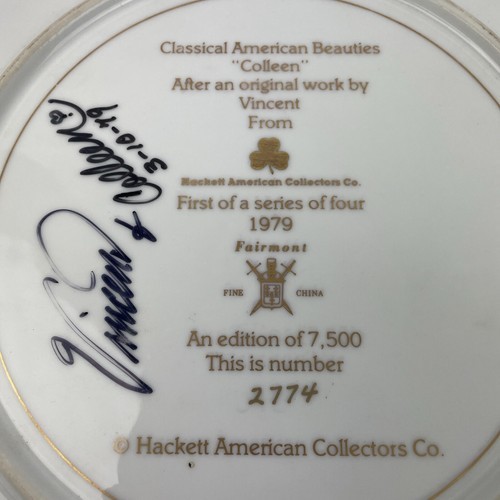 Classical American Beauties
"Colleen"
After an original work by
Vincent
From
Hackett American Collectors Co.
First of a series of four
1979
Fairmont
FINE CHINA
An edition of 7,500
This is number
2774
© Hackett American Collectors Co.
Vincent
& Colleen
3-10-79